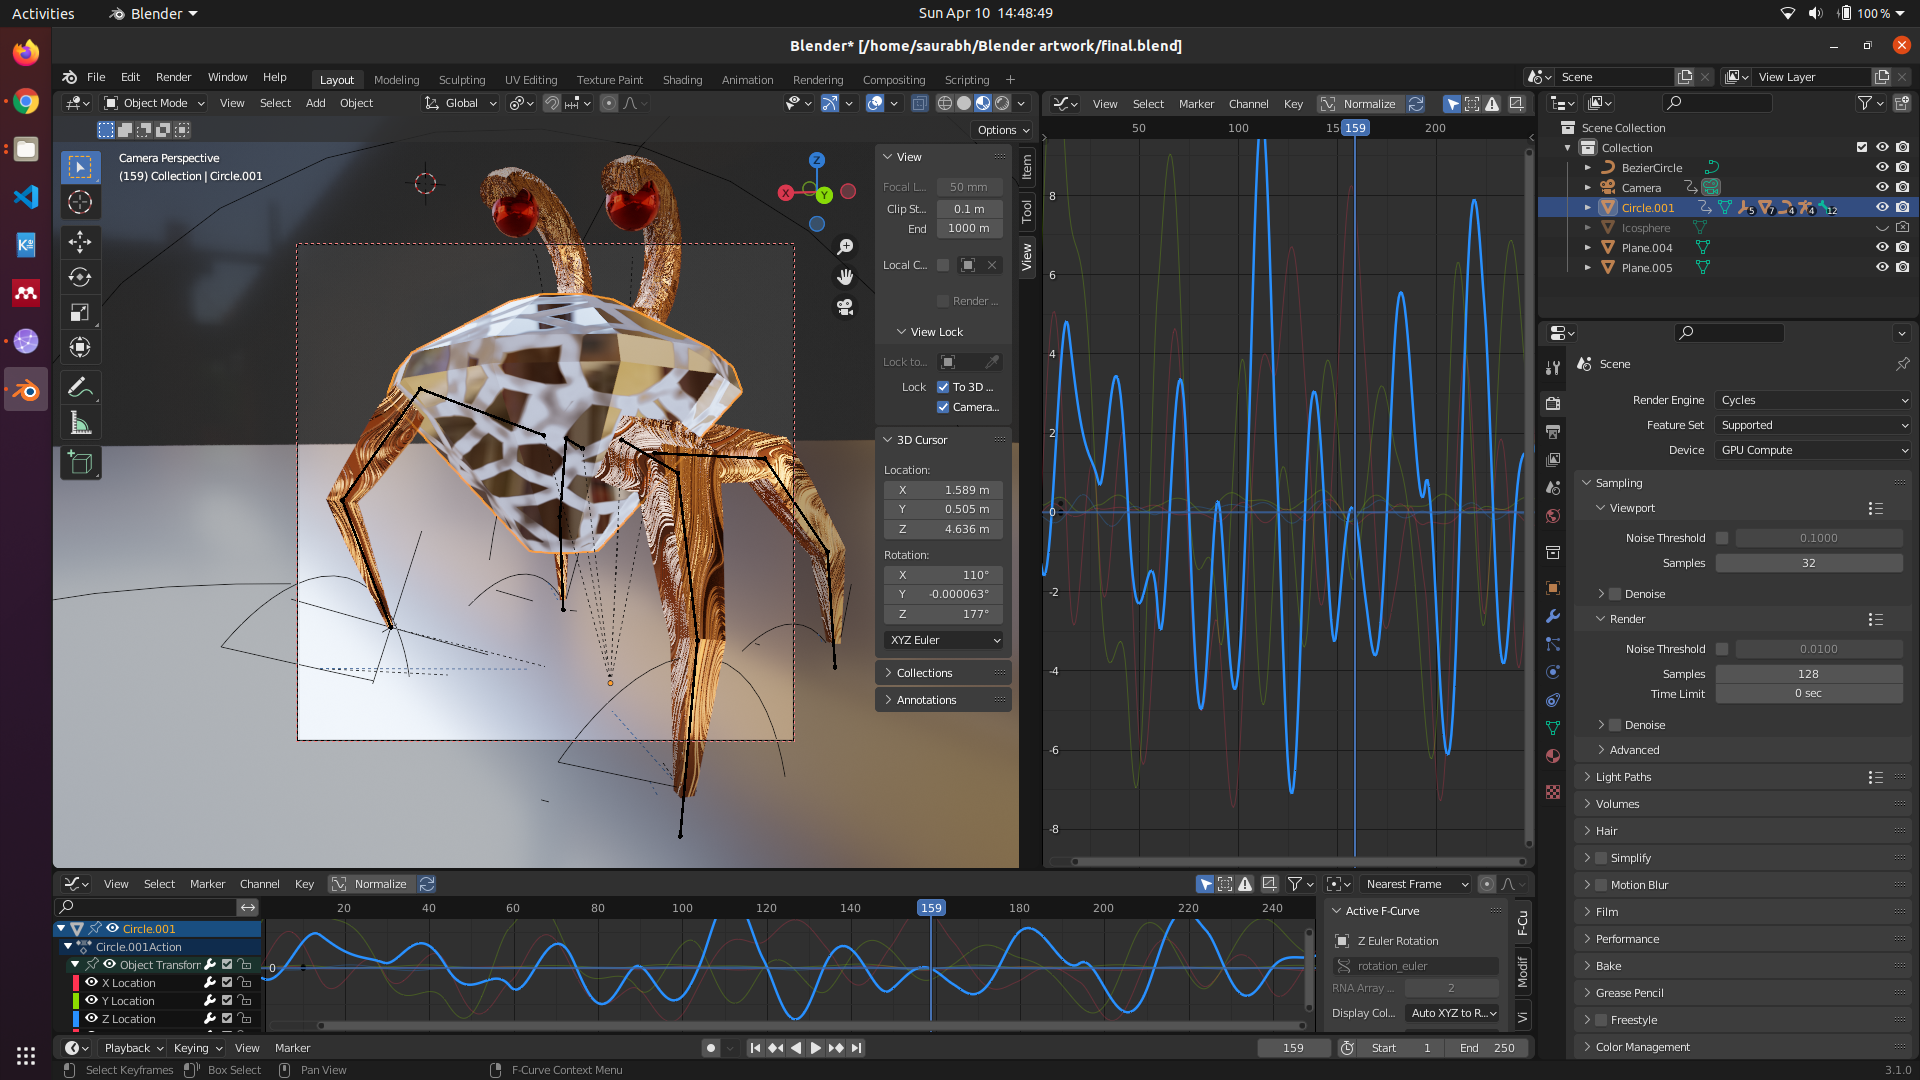 Activities Blender Sun Apr 10 14:48:49 100 %
Blender* [/home/saurabh/Blender artwork/final.blend]
File Edit Render Window Help Layout Modeling Sculpting UV Editing Texture Paint Shading Animation Rendering Compositing Scripting + Scene View Layer
Object Mode View Select Add Object Global
Options
Camera Perspective
(159) Collection | Circle.001
Z
X
Y
View
Focal L... 50 mm
Clip St... 0.1 m
End 1000 m
Local C...
Render ...
View Lock
Lock to...
Lock To 3D ...
Camera...
3D Cursor
Location:
X 1.589 m
Y 0.505 m
Z 4.636 m
Rotation:
X 110°
Y -0.000063°
Z 177°
XYZ Euler
Collections
Annotations
Item
Tool
View
View Select Marker Channel Key Normalize
50 100 15 159 200
8
6
4
2
0
-2
-4
-6
-8
Scene Collection
Collection
BezierCircle
Camera
Circle.001 5 7 4 4 12
Icosphere
Plane.004
Plane.005
Scene
Render Engine Cycles
Feature Set Supported
Device GPU Compute
Sampling
Viewport
Noise Threshold 0.1000
Samples 32
Denoise
Render
Noise Threshold 0.0100
Samples 128
Time Limit 0 sec
Denoise
Advanced
Light Paths
Volumes
Hair
Simplify
Motion Blur
Film
Performance
Bake
Grease Pencil
Freestyle
Color Management
View Select Marker Channel Key Normalize Nearest Frame
20 40 60 80 100 120 140 159 180 200 220 240
Circle.001
Circle.001Action
Object Transforn
X Location
Y Location
Z Location
0
Active F-Curve
Z Euler Rotation
rotation_euler
RNA Array ... 2
Display Col... Auto XYZ to R...
F-Cu
Modif
Vi
Playback Keying View Marker 159 Start 1 End 250
Select Keyframes Box Select Pan View F-Curve Context Menu 3.1.0